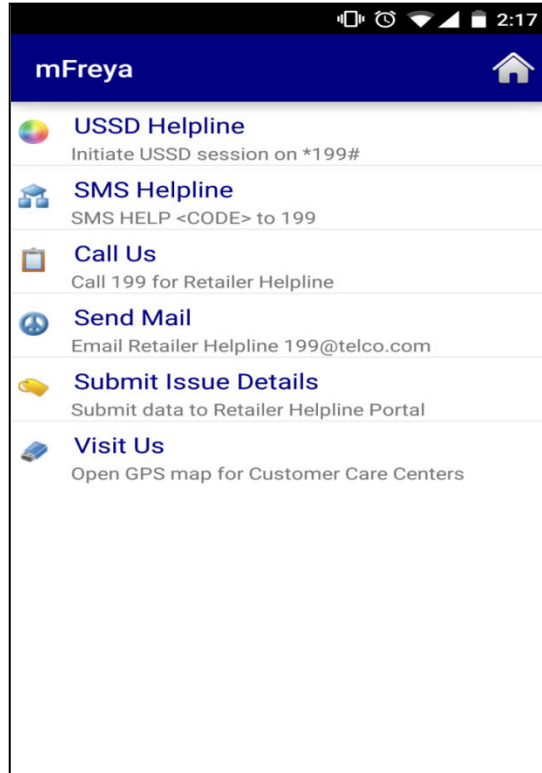 2:17
mFreya
USSD Helpline
Initiate USSD session on *199#
SMS Helpline
SMS HELP <CODE> to 199
Call Us
Call 199 for Retailer Helpline
Send Mail
Email Retailer Helpline 199@telco.com
Submit Issue Details
Submit data to Retailer Helpline Portal
Visit Us
Open GPS map for Customer Care Centers